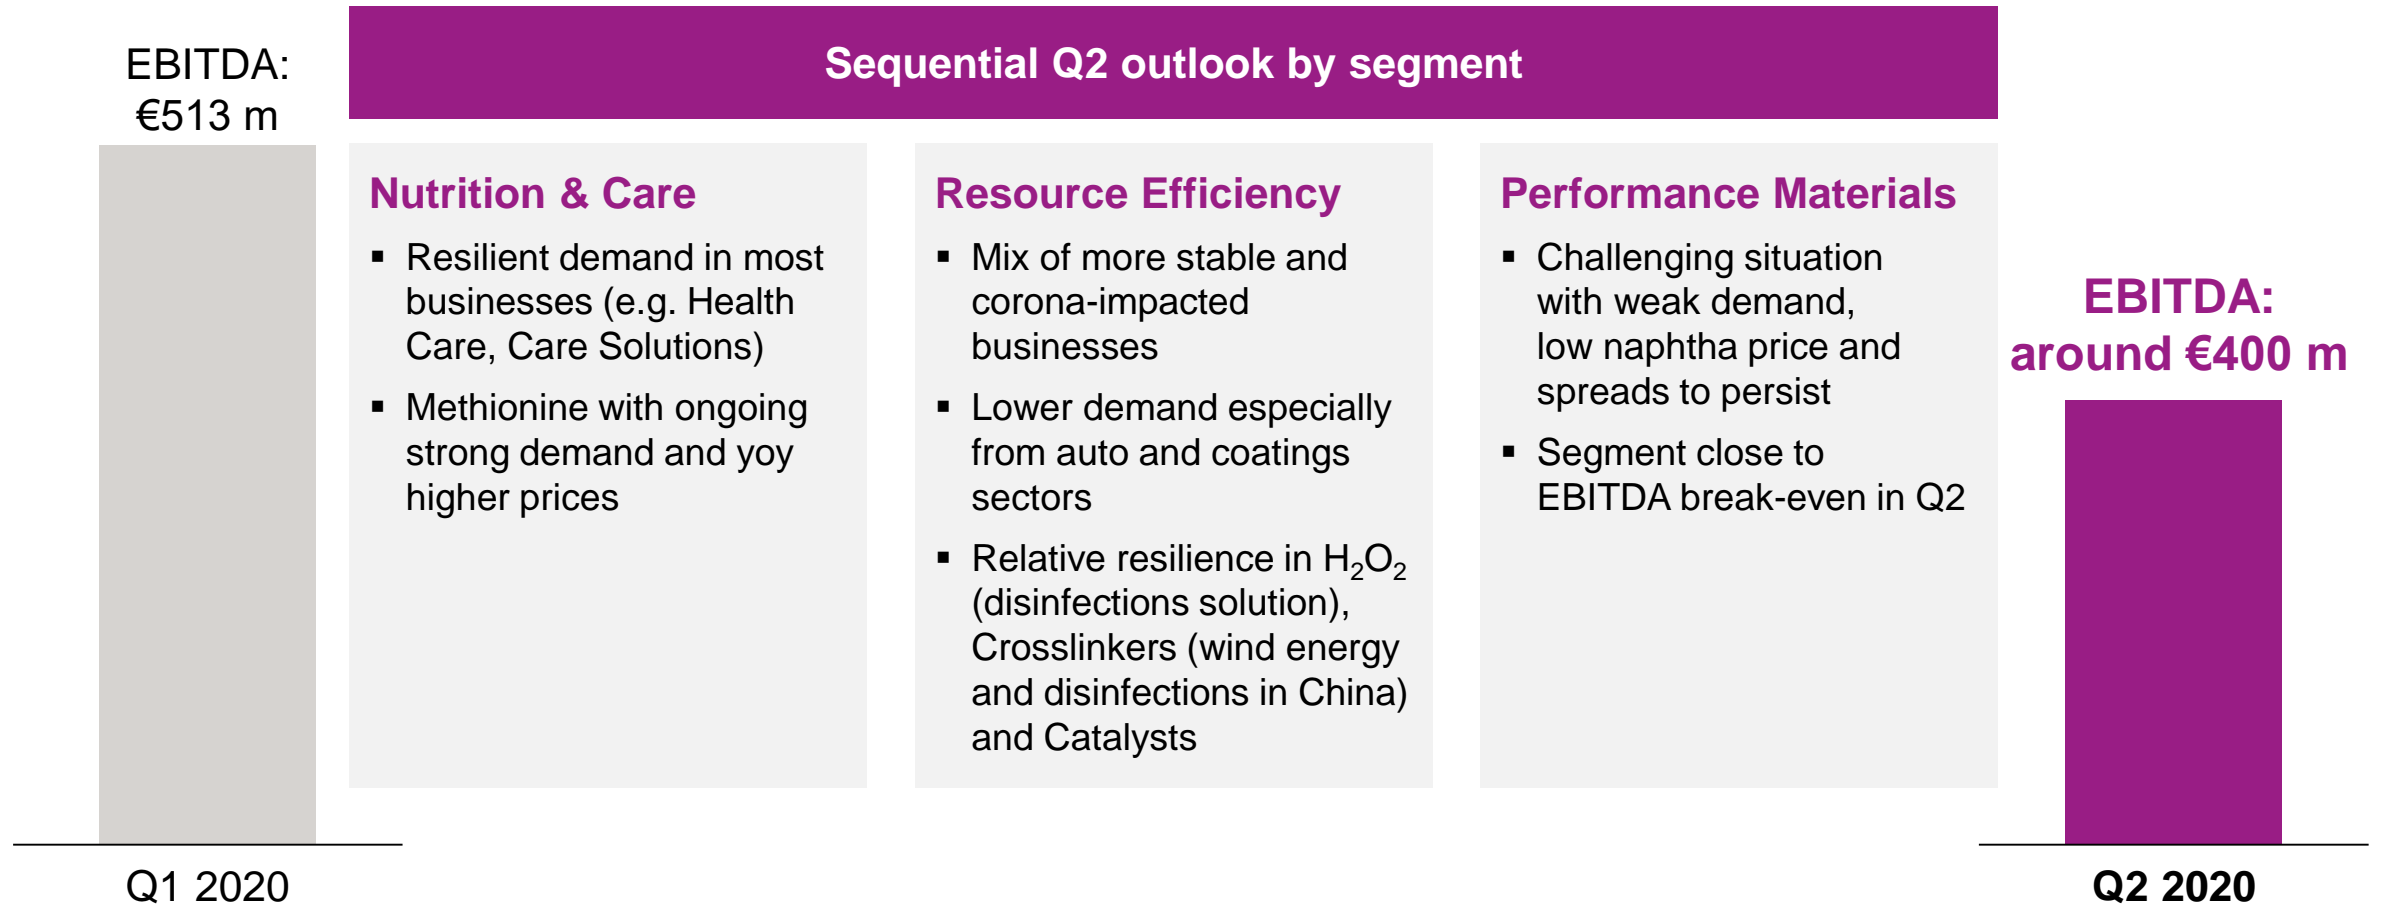 EBITDA:
€513 m
Q1 2020
Sequential Q2 outlook by segment
Nutrition & Care
▪ Resilient demand in most
businesses (e.g. Health
Care, Care Solutions)
▪ Methionine with ongoing
strong demand and yoy
higher prices
Resource Efficiency
▪ Mix of more stable and
corona-impacted
businesses
▪ Lower demand especially
from auto and coatings
sectors
▪ Relative resilience in H₂O₂
(disinfections solution),
Crosslinkers (wind energy
and disinfections in China)
and Catalysts
Performance Materials
▪ Challenging situation
with weak demand,
low naphtha price and
spreads to persist
▪ Segment close to
EBITDA break-even in Q2
EBITDA:
around €400 m
Q2 2020